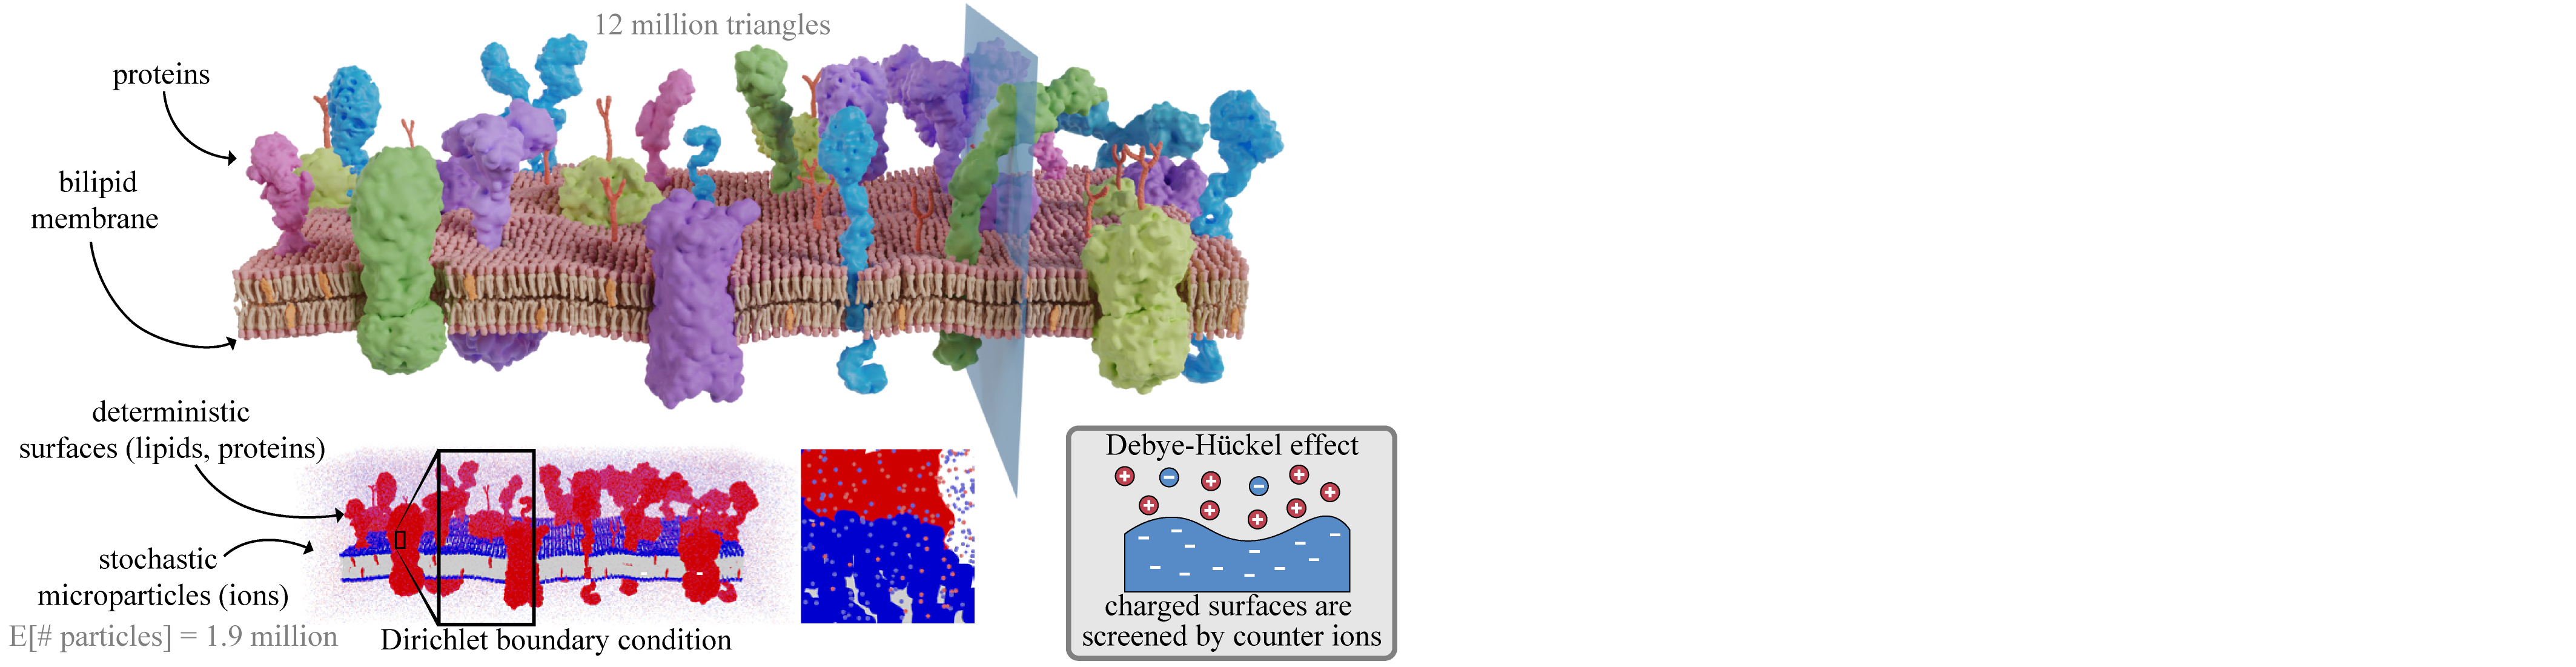 12 million triangles
proteins
bilipid
membrane
deterministic
surfaces (lipids, proteins)
stochastic
microparticles (ions)
E[# particles] = 1.9 million
Dirichlet boundary condition
Debye-Hückel effect
charged surfaces are
screened by counter ions